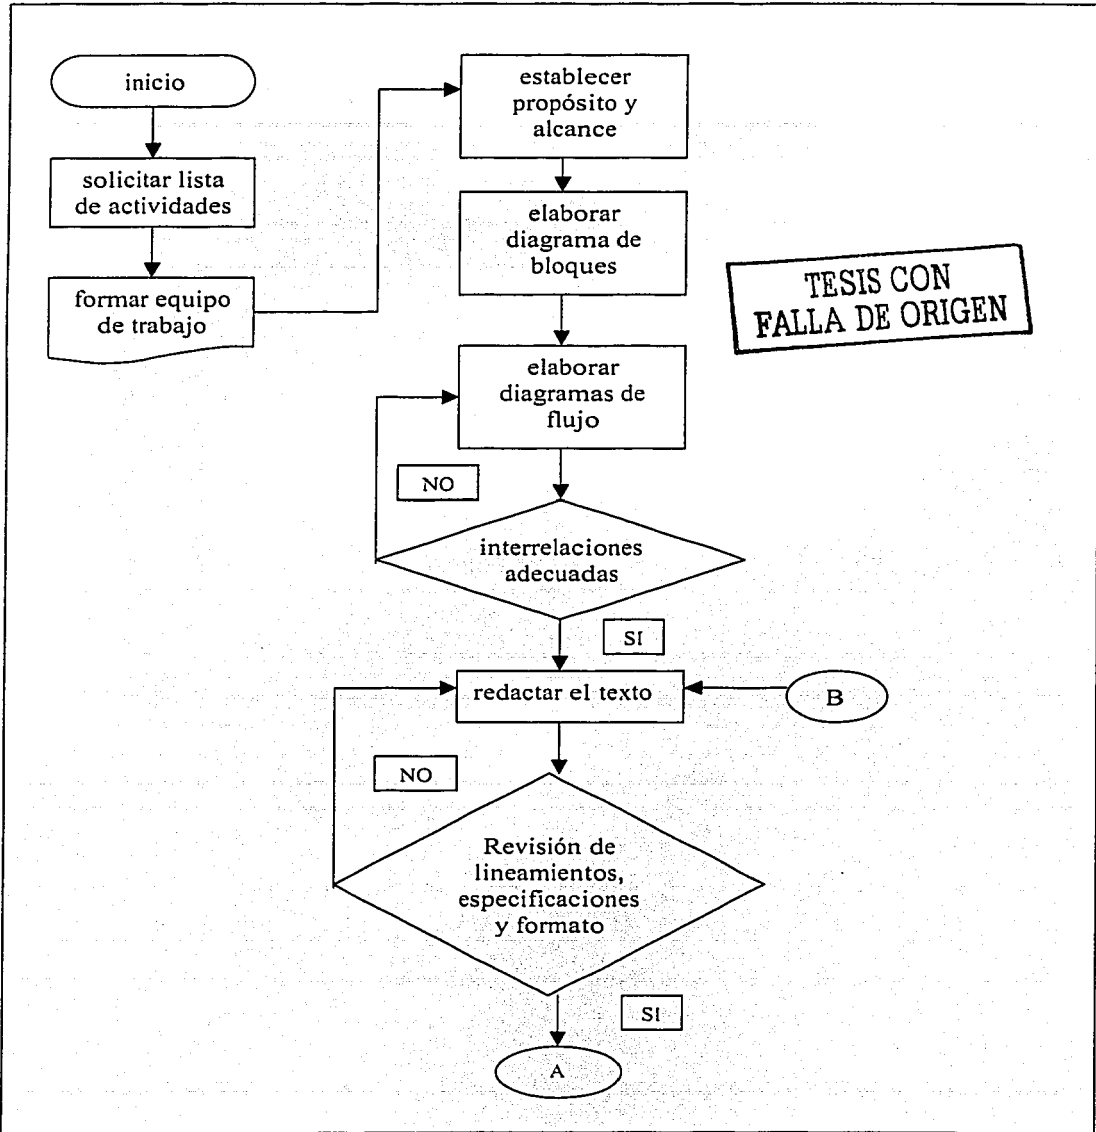 inicio
solicitar lista
de actividades
formar equipo
de trabajo
establecer
propósito y
alcance
elaborar
diagrama de
bloques
TESIS CON
FALLA DE ORIGEN
elaborar
diagramas de
flujo
NO
interrelaciones
adecuadas
SI
redactar el texto
B
NO
Revisión de
lineamientos,
especificaciones
y formato
SI
A